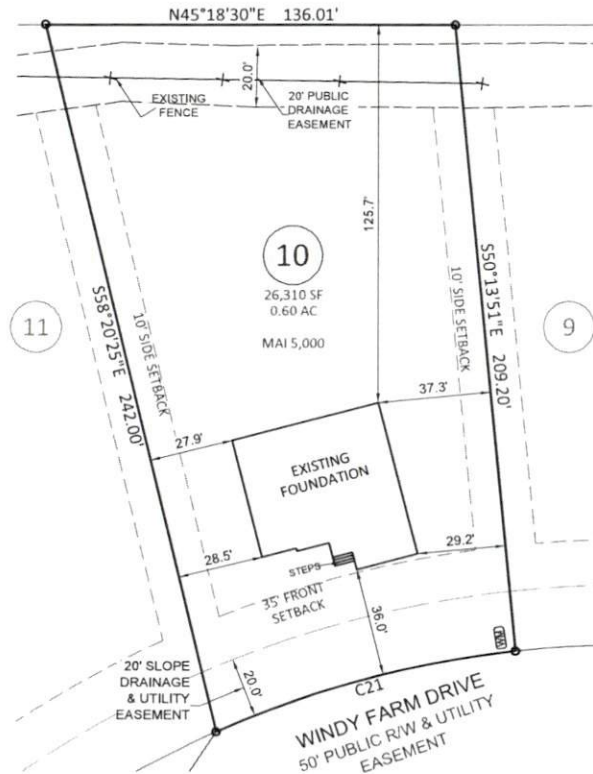 N45°18'30"E 136.01'
20.0'
EXISTING
FENCE
20' PUBLIC
DRAINAGE
EASEMENT
125.7'
10
26,310 SF
0.60 AC
MAI 5,000
11
9
S58°20'25"E 242.00'
10' SIDE SETBACK
10' SIDE SETBACK
S50°13'51"E 209.20'
37.3'
27.9'
EXISTING
FOUNDATION
28.5'
29.2'
STEPS
35' FRONT
SETBACK
36.0'
20' SLOPE
DRAINAGE
& UTILITY
EASEMENT
20.0'
C21
WINDY FARM DRIVE
50' PUBLIC R/W & UTILITY
EASEMENT